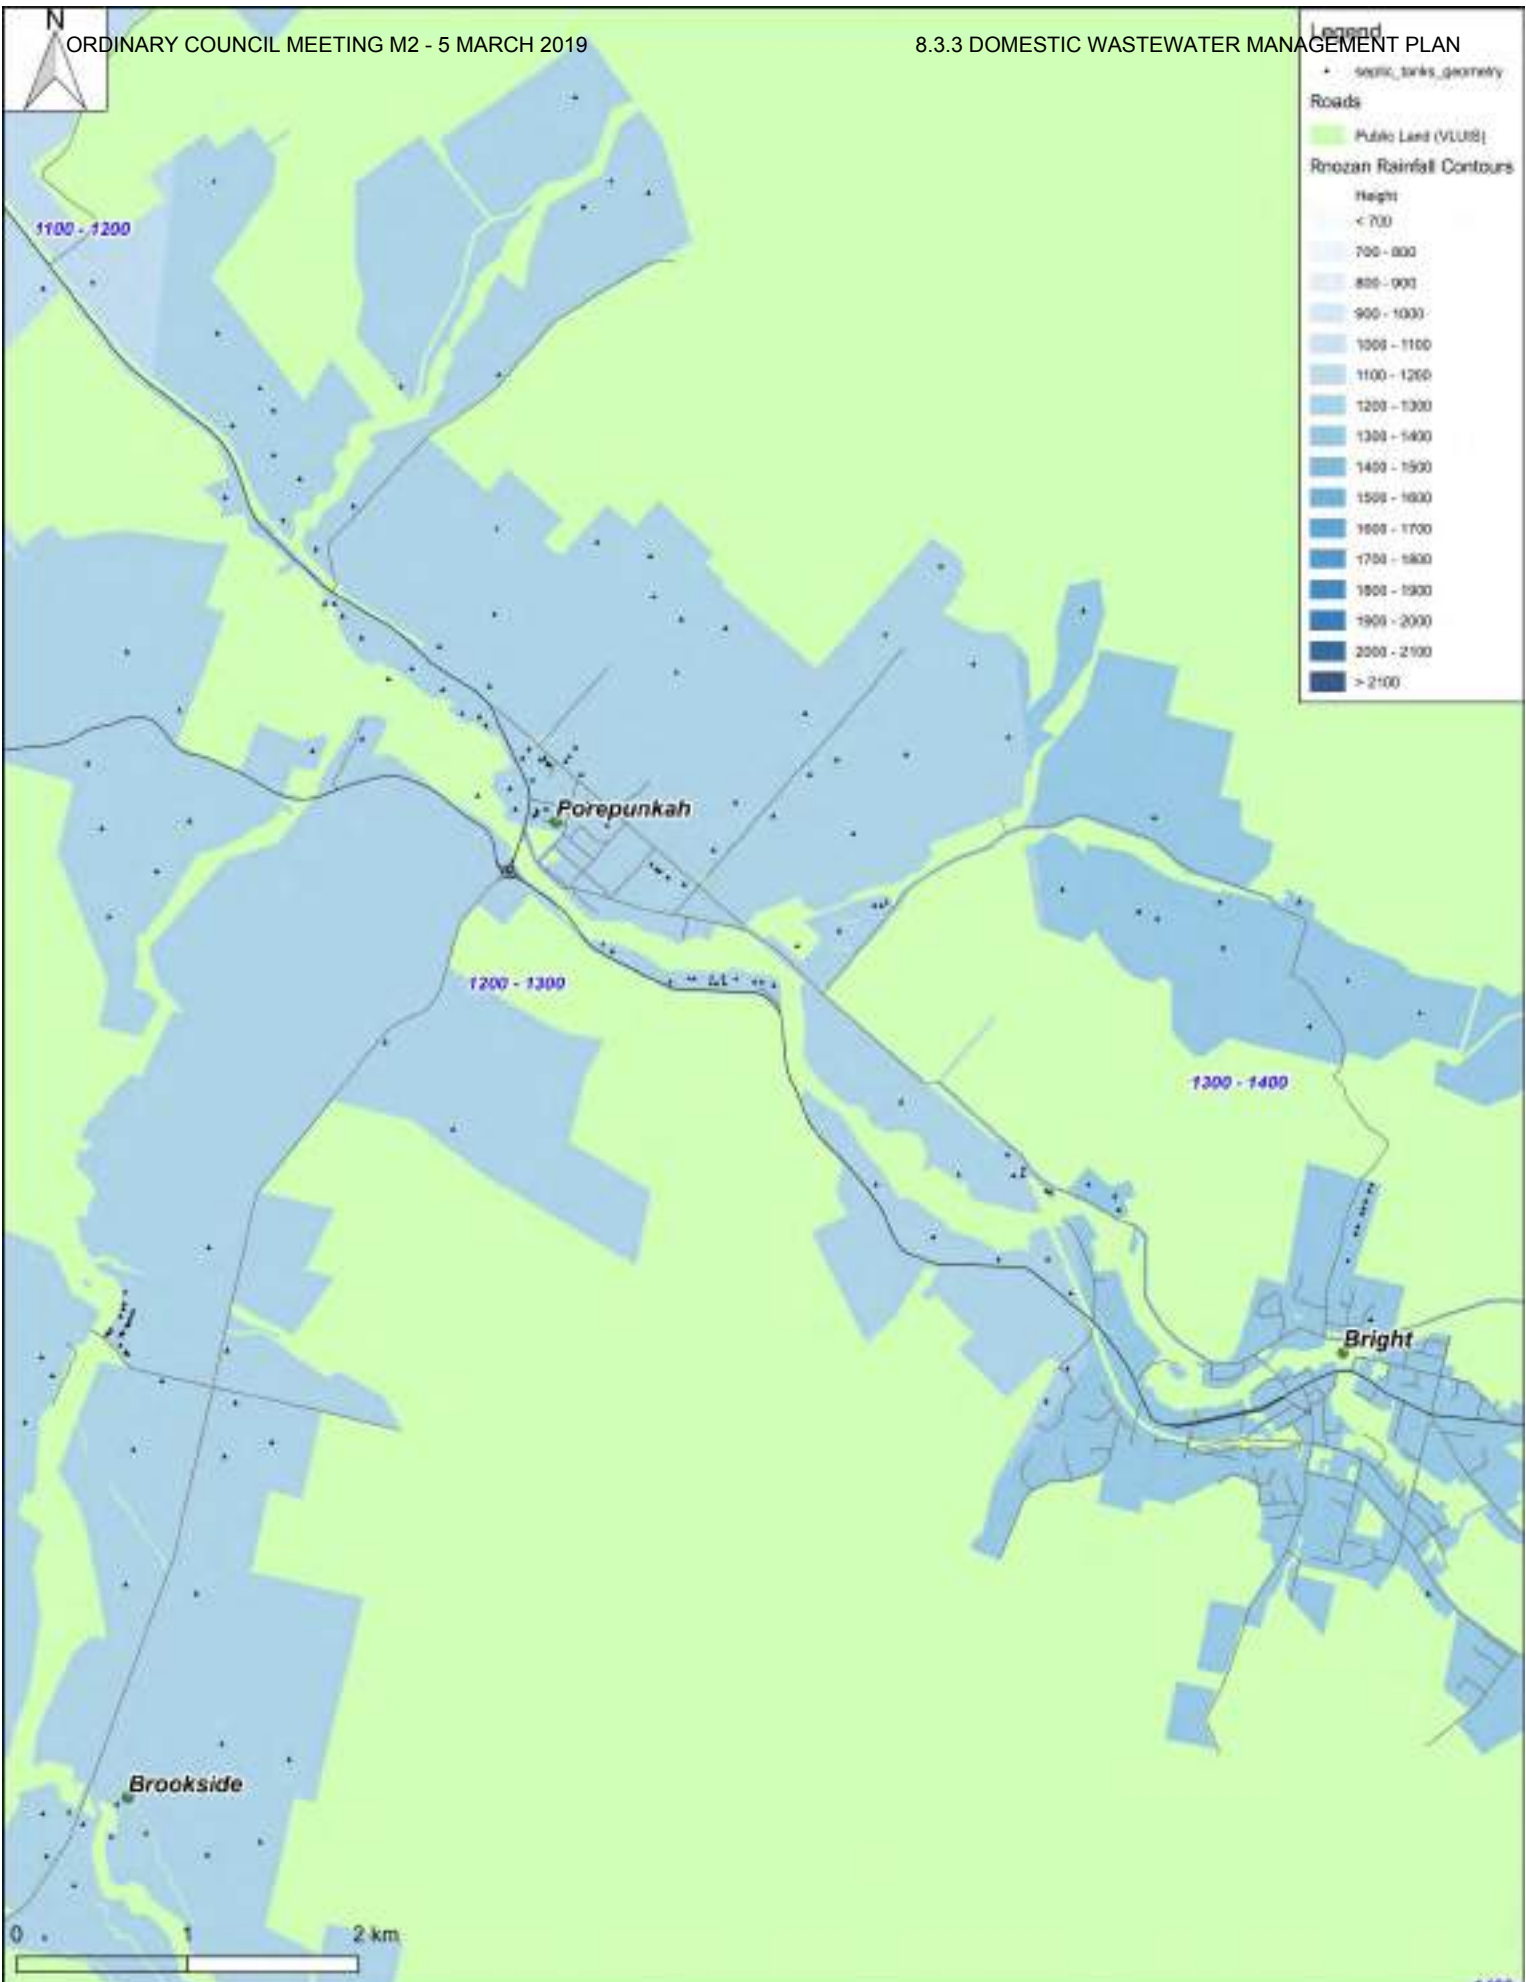 N
ORDINARY COUNCIL MEETING M2 - 5 MARCH 2019
8.3.3 DOMESTIC WASTEWATER MANAGEMENT PLAN
Legend
septic_tanks_geometry
Roads
Public Land (VLUIS)
Rnozan Rainfall Contours
Height
< 700
700 - 800
800 - 900
900 - 1000
1000 - 1100
1100 - 1200
1200 - 1300
1300 - 1400
1400 - 1500
1500 - 1600
1600 - 1700
1700 - 1800
1800 - 1900
1900 - 2000
2000 - 2100
> 2100
1100 - 1200
Porepunkah
1200 - 1300
1300 - 1400
Bright
Brookside
0 1 2 km